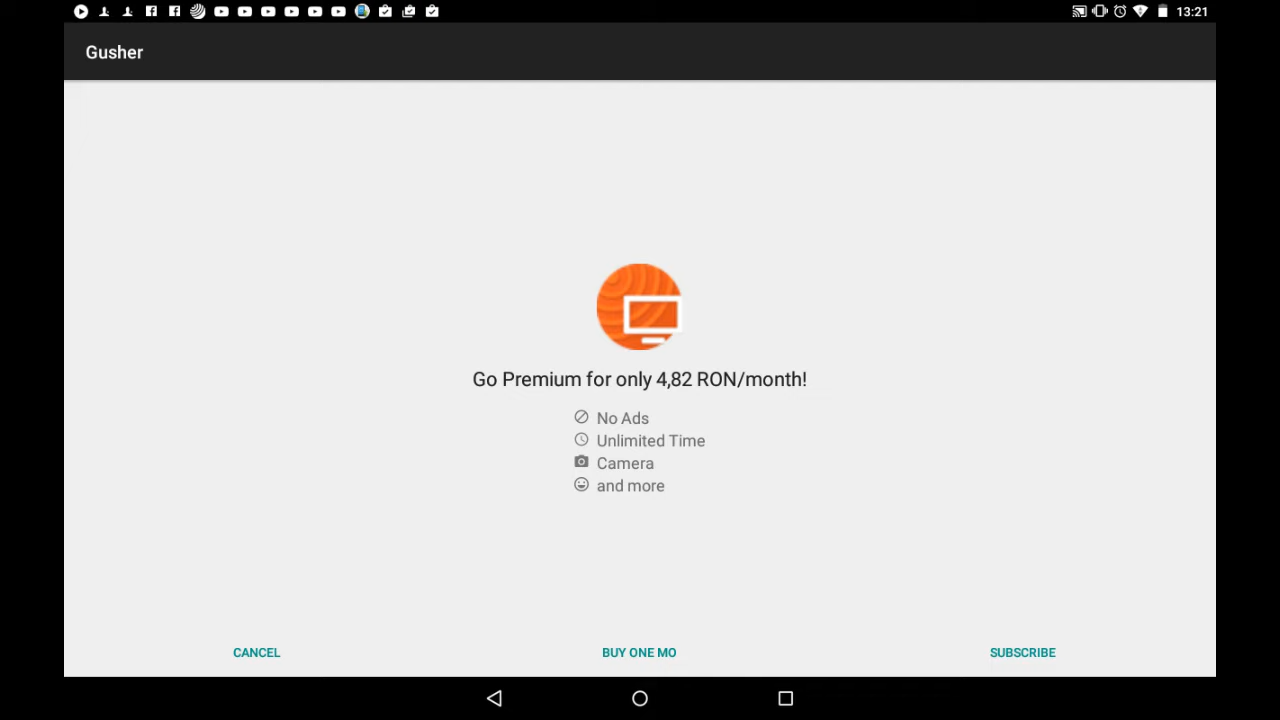 13:21
Gusher
Go Premium for only 4,82 RON/month!
No Ads
Unlimited Time
Camera
and more
CANCEL
BUY ONE MO
SUBSCRIBE